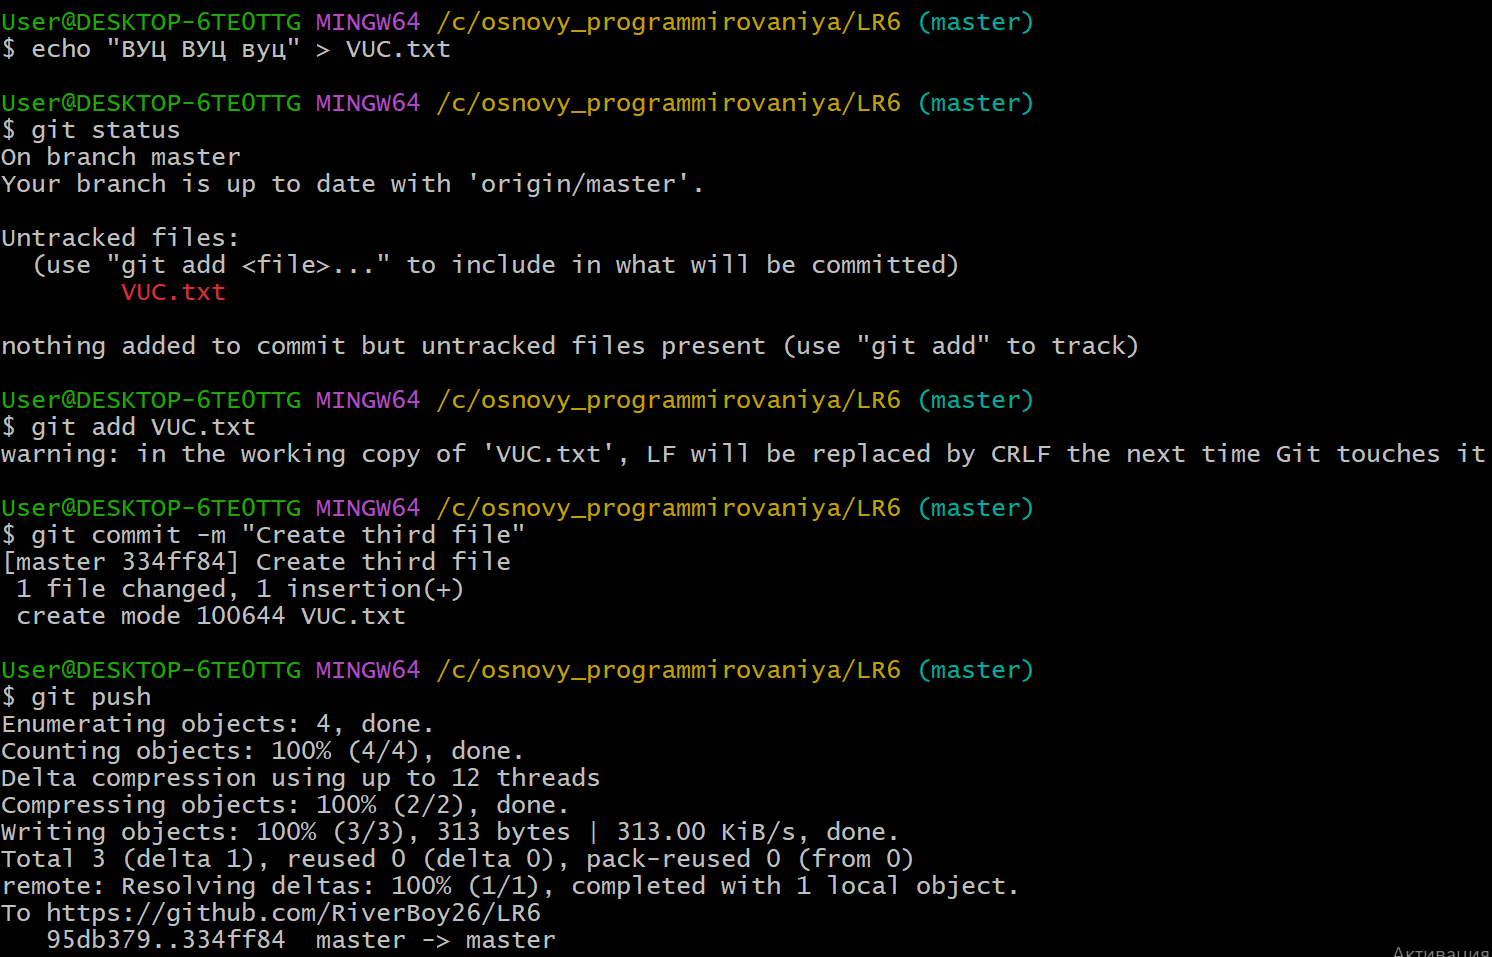 User@DESKTOP-6TE0TTG MINGW64 /c/osnovy_programmirovaniya/LR6 (master)
$ echo "ВУЦ ВУЦ вуц" > VUC.txt
User@DESKTOP-6TE0TTG MINGW64 /c/osnovy_programmirovaniya/LR6 (master)
$ git status
On branch master
Your branch is up to date with 'origin/master'.
Untracked files:
  (use "git add <file>..." to include in what will be committed)
        VUC.txt
nothing added to commit but untracked files present (use "git add" to track)
User@DESKTOP-6TE0TTG MINGW64 /c/osnovy_programmirovaniya/LR6 (master)
$ git add VUC.txt
warning: in the working copy of 'VUC.txt', LF will be replaced by CRLF the next time Git touches it
User@DESKTOP-6TE0TTG MINGW64 /c/osnovy_programmirovaniya/LR6 (master)
$ git commit -m "Create third file"
[master 334ff84] Create third file
 1 file changed, 1 insertion(+)
 create mode 100644 VUC.txt
User@DESKTOP-6TE0TTG MINGW64 /c/osnovy_programmirovaniya/LR6 (master)
$ git push
Enumerating objects: 4, done.
Counting objects: 100% (4/4), done.
Delta compression using up to 12 threads
Compressing objects: 100% (2/2), done.
Writing objects: 100% (3/3), 313 bytes | 313.00 KiB/s, done.
Total 3 (delta 1), reused 0 (delta 0), pack-reused 0 (from 0)
remote: Resolving deltas: 100% (1/1), completed with 1 local object.
To https://github.com/RiverBoy26/LR6
   95db379..334ff84  master -> master
Активация